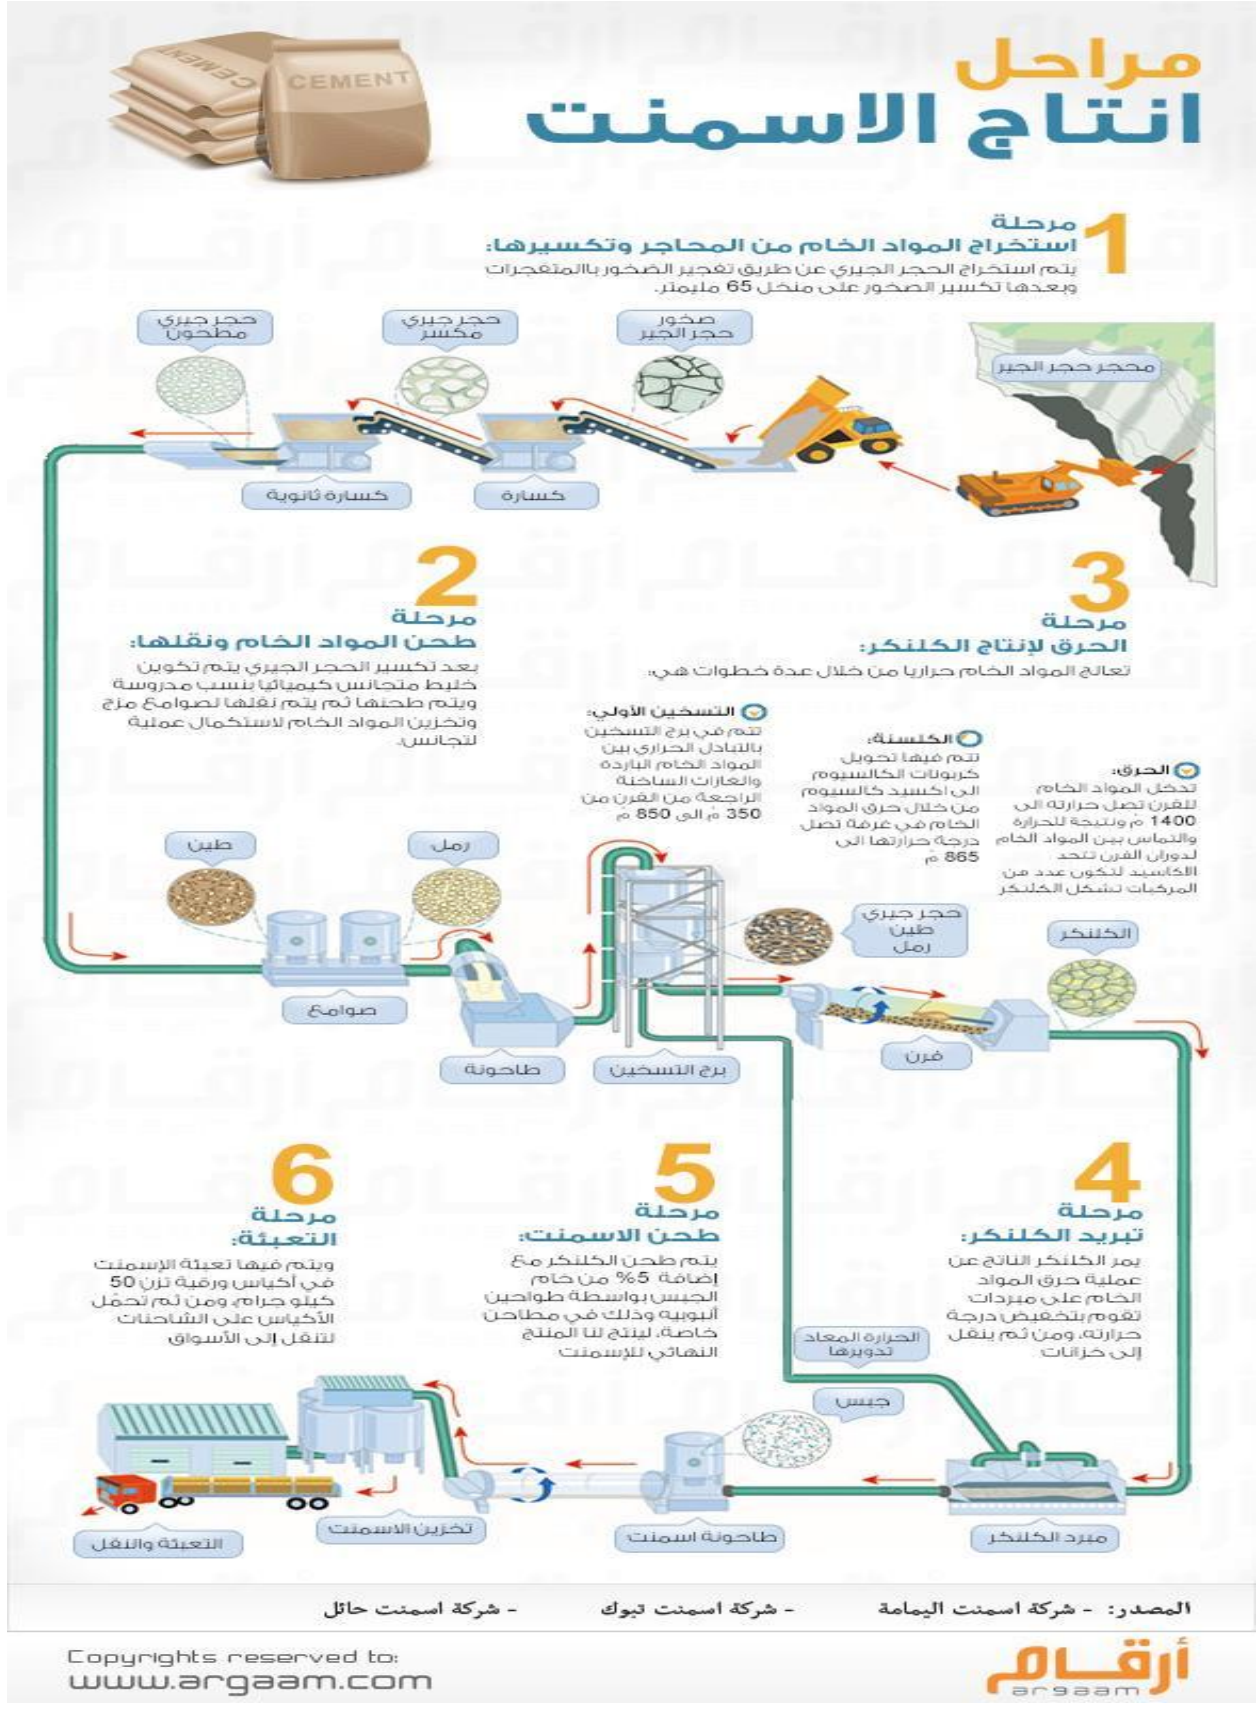 مراحل
انتاج الاسمنت
CEMENT
CEMENT
1
مرحلة
استخراج المواد الخام من المحاجر وتكسيرها:
يتم استخراج الحجر الجيري عن طريق تفجير الصخور باالمتفجرات
وبعدها تكسير الصخور على منخل 65 مليمتر.
محجر حجر الجير
صخور
حجر الجير
حجر جيري
مكسر
حجر جيري
مطحون
كسارة
كسارة ثانوية
2
مرحلة
طحن المواد الخام ونقلها:
بعد تكسير الحجر الجيري يتم تكوين
خليط متجانس كيميائيا بنسب مدروسة
ويتم طحنها ثم يتم نقلها لصوامع مزج
وتخزين المواد الخام لاستكمال عملية
لتجانس.
3
مرحلة
الحرق لإنتاج الكلنكر:
تعالج المواد الخام حراريا من خلال عدة خطوات هي:
التسخين الأولي:
تتم في برج التسخين
بالتبادل الحراري بين
المواد الخام الباردة
والغازات الساخنة
الراجعة من الفرن من
350 مْ الى 850 مْ
الكلسنة:
تتم فيها تحويل
كربونات الكالسيوم
الى اكسيد كالسيوم
من خلال حرق المواد
الخام في غرفة تصل
درجة حرارتها الى
865 مْ
الحرق:
تدخل المواد الخام
للفرن تصل حرارته الى
1400 مْ ونتيجة للحرارة
والتماس بين المواد الخام
لدوران الفرن تتحد
الاكاسيد لتكون عدد من
المركبات تشكل الكلنكر
طين
رمل
صوامع
طاحونة
برج التسخين
حجر جيري
طين
رمل
فرن
الكلنكر
4
مرحلة
تبريد الكلنكر:
يمر الكلنكر الناتج عن
عملية حرق المواد
الخام على مبردات
تقوم بتخفيض درجة
حرارته، ومن ثم ينقل
إلى خزانات
5
مرحلة
طحن الاسمنت:
يتم طحن الكلنكر مع
إضافة 5% من خام
الجبس بواسطة طواحين
أنبوبيه وذلك في مطاحن
خاصة، لينتج لنا المنتج
النهائي للإسمنت
6
مرحلة
التعبئة:
ويتم فيها تعبئة الإسمنت
في أكياس ورقية تزن 50
كيلو جرام، ومن ثم تحمّل
الأكياس على الشاحنات
لتنقل إلى الأسواق
الحرارة المعاد
تدويرها
جبس
مبرد الكلنكر
طاحونة اسمنت
تخزين الاسمنت
التعبئة والنقل
المصدر: - شركة اسمنت اليمامة - شركة اسمنت تبوك - شركة اسمنت حائل
Copyrights reserved to:
www.argaam.com
أرقام
argaam